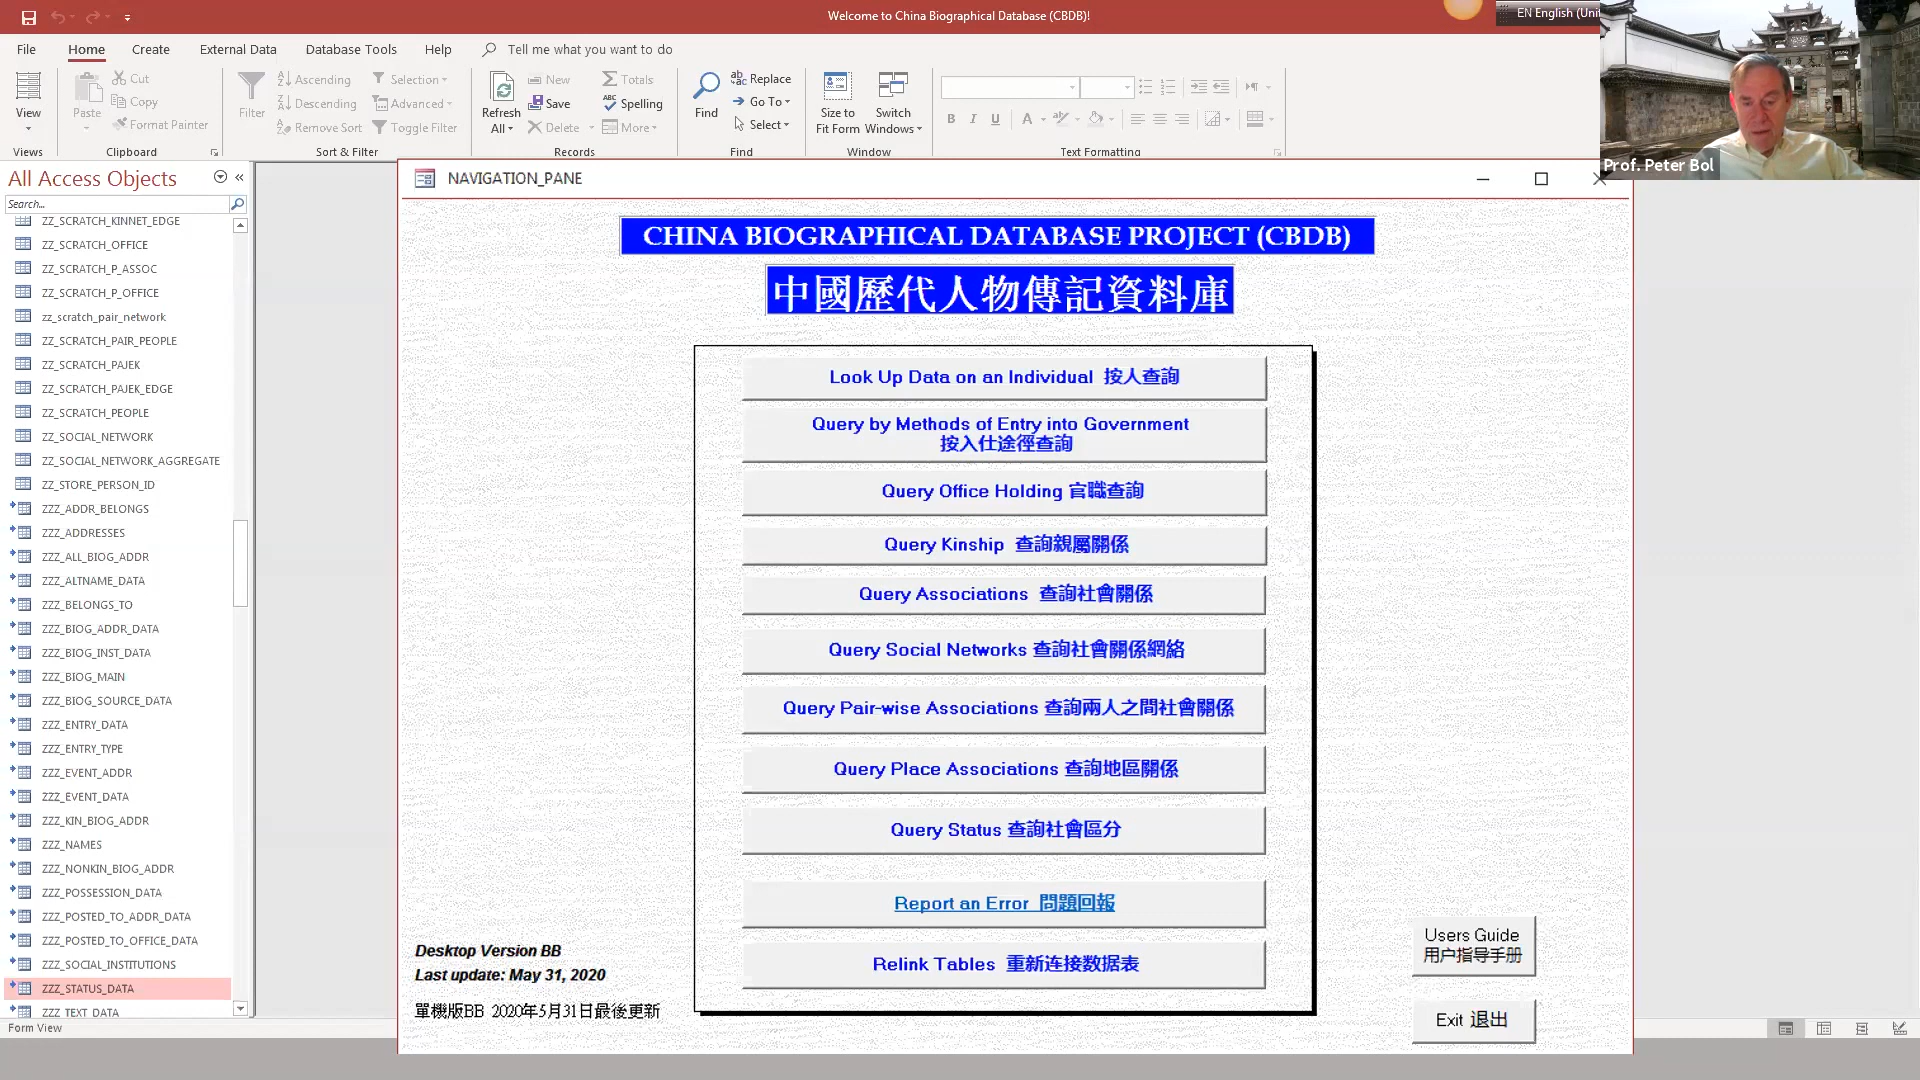 Welcome to China Biographical Database (CBDB)!
EN English (Unit
File Home Create External Data Database Tools Help Tell me what you want to do
View
Views
Paste
Cut
Copy
Format Painter
Clipboard
Filter
Ascending
Descending
Remove Sort
Selection
Advanced
Toggle Filter
Sort & Filter
Refresh
All
New
Save
Delete
Totals
Spelling
More
Records
Find
Replace
Go To
Select
Find
Size to
Fit Form
Switch
Windows
Window
B I U A
Text Formatting
Prof. Peter Bol
All Access Objects
Search...
ZZ_SCRATCH_KINNET_EDGE
ZZ_SCRATCH_OFFICE
ZZ_SCRATCH_P_ASSOC
ZZ_SCRATCH_P_OFFICE
zz_scratch_pair_network
ZZ_SCRATCH_PAIR_PEOPLE
ZZ_SCRATCH_PAJEK
ZZ_SCRATCH_PAJEK_EDGE
ZZ_SCRATCH_PEOPLE
ZZ_SOCIAL_NETWORK
ZZ_SOCIAL_NETWORK_AGGREGATE
ZZ_STORE_PERSON_ID
ZZZ_ADDR_BELONGS
ZZZ_ADDRESSES
ZZZ_ALL_BIOG_ADDR
ZZZ_ALTNAME_DATA
ZZZ_BELONGS_TO
ZZZ_BIOG_ADDR_DATA
ZZZ_BIOG_INST_DATA
ZZZ_BIOG_MAIN
ZZZ_BIOG_SOURCE_DATA
ZZZ_ENTRY_DATA
ZZZ_ENTRY_TYPE
ZZZ_EVENT_ADDR
ZZZ_EVENT_DATA
ZZZ_KIN_BIOG_ADDR
ZZZ_NAMES
ZZZ_NONKIN_BIOG_ADDR
ZZZ_POSSESSION_DATA
ZZZ_POSTED_TO_ADDR_DATA
ZZZ_POSTED_TO_OFFICE_DATA
ZZZ_SOCIAL_INSTITUTIONS
ZZZ_STATUS_DATA
ZZZ_TEXT_DATA
Form View
NAVIGATION_PANE
CHINA BIOGRAPHICAL DATABASE PROJECT (CBDB)
中國歷代人物傳記資料庫
Look Up Data on an Individual 按人查詢
Query by Methods of Entry into Government
按入仕途徑查詢
Query Office Holding 官職查詢
Query Kinship 查詢親屬關係
Query Associations 查詢社會關係
Query Social Networks 查詢社會關係網絡
Query Pair-wise Associations 查詢兩人之間社會關係
Query Place Associations 查詢地區關係
Query Status 查詢社會區分
Report an Error 問題回報
Relink Tables 重新连接数据表
Desktop Version BB
Last update: May 31, 2020
單機版BB 2020年5月31日最後更新
Users Guide
用户指导手册
Exit 退出